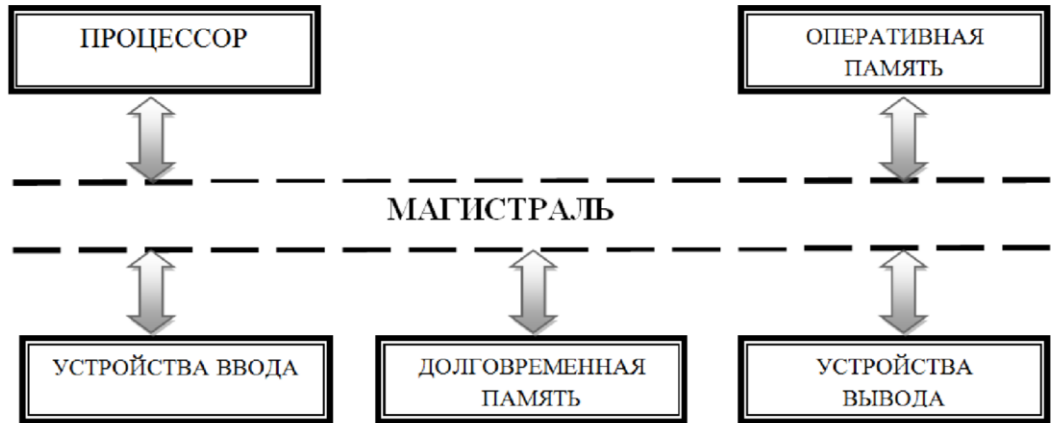 ПРОЦЕССОР
ОПЕРАТИВНАЯ
ПАМЯТЬ
МАГИСТРАЛЬ
УСТРОЙСТВА ВВОДА
ДОЛГОВРЕМЕННАЯ
ПАМЯТЬ
УСТРОЙСТВА
ВЫВОДА